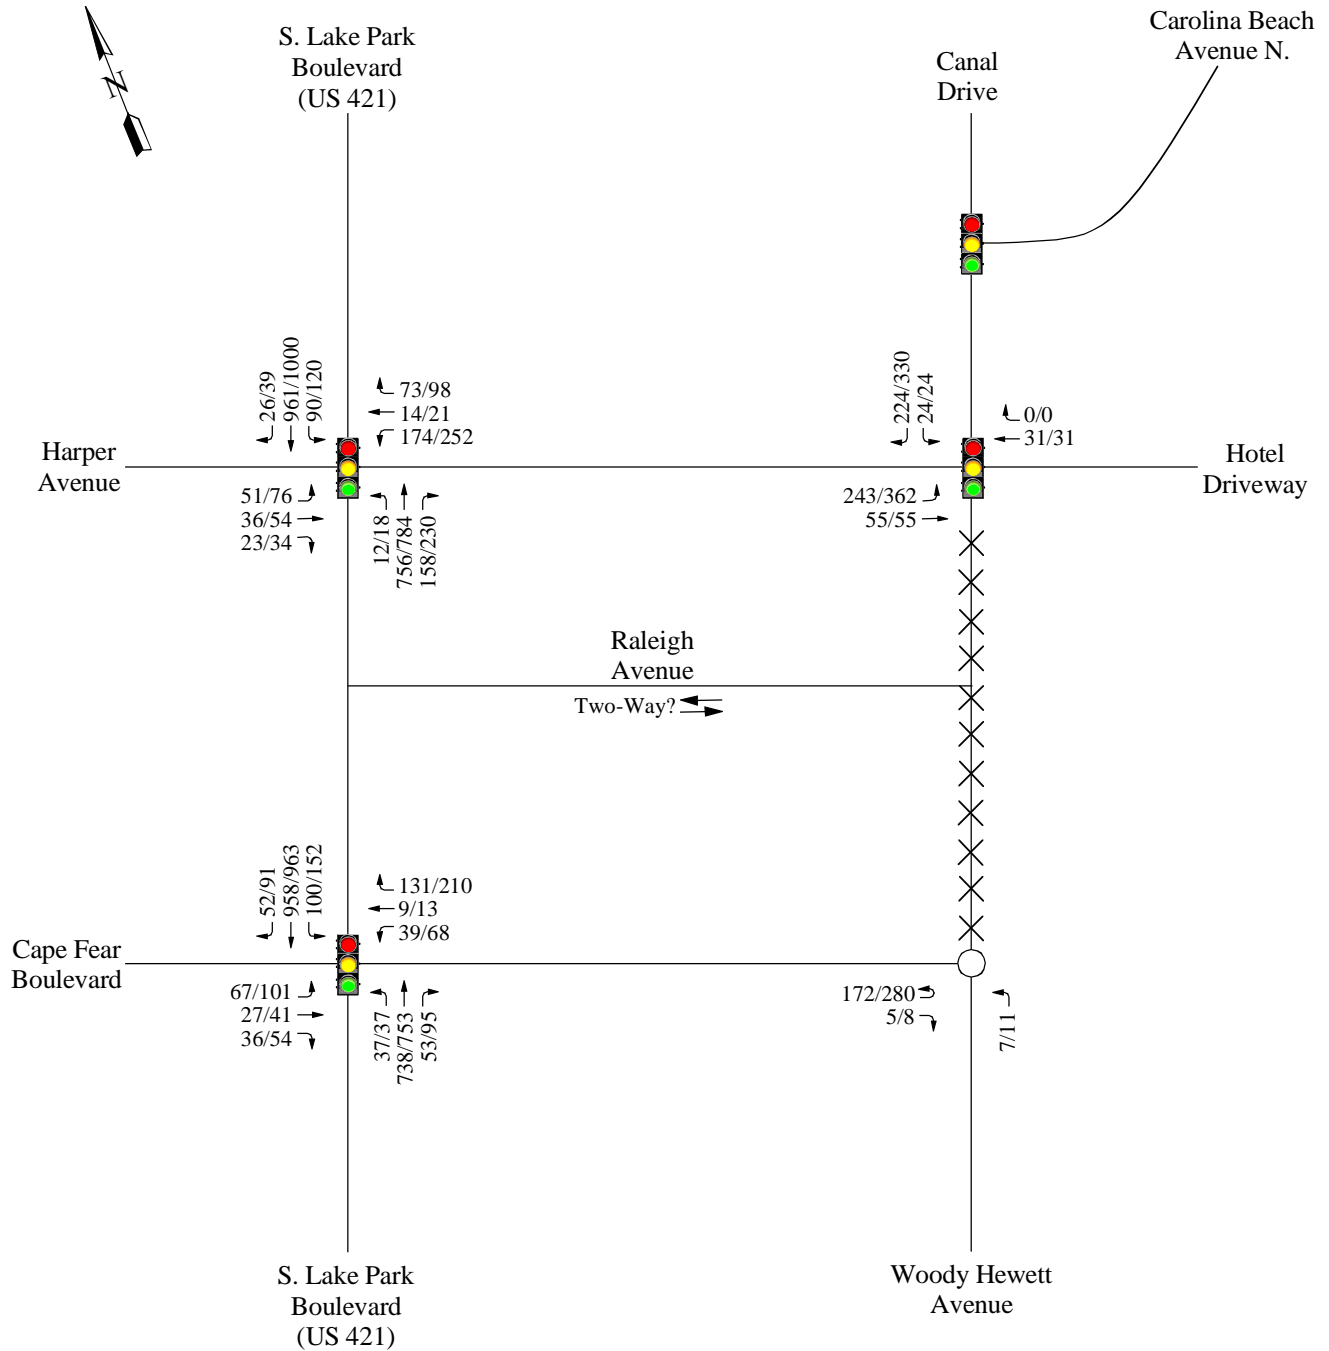 Carolina Beach
Avenue N.
S. Lake Park
Boulevard
(US 421)
Canal
Drive
N
26/39
961/1000
90/120
73/98
14/21
174/252
224/330
24/24
0/0
31/31
Harper
Avenue
Hotel
Driveway
51/76
36/54
23/34
12/18
756/784
158/230
243/362
55/55
Raleigh
Avenue
Two-Way?
52/91
958/963
100/152
131/210
9/13
39/68
Cape Fear
Boulevard
67/101
27/41
36/54
37/37
738/753
53/95
172/280
5/8
7/11
S. Lake Park
Boulevard
(US 421)
Woody Hewett
Avenue